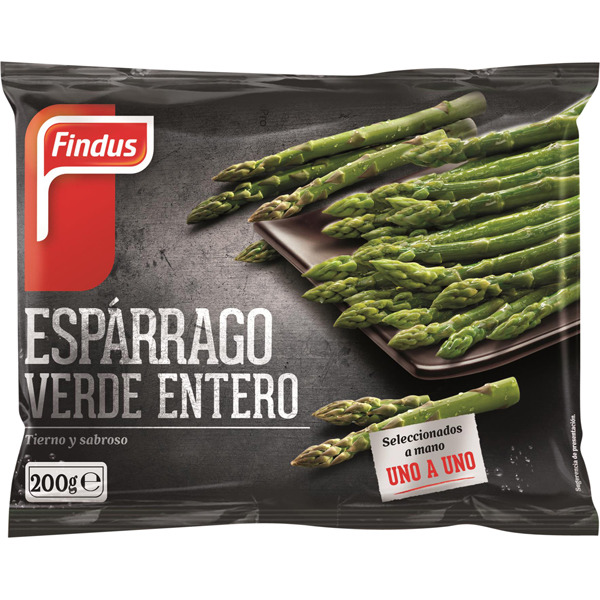 Findus
ESPÁRRAGO
VERDE ENTERO
Tierno y sabroso
200g e
Seleccionados
a mano
UNO A UNO
Sugerencia de presentación.